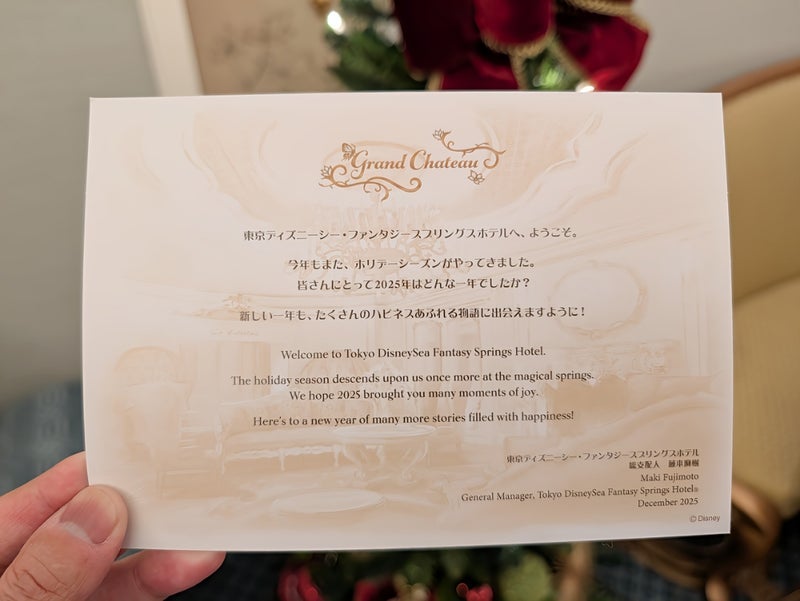 Grand Chateau
東京ディズニーシー・ファンタジースプリングスホテルへ、ようこそ。
今年もまた、ホリデーシーズンがやってきました。
皆さんにとって2025年はどんな一年でしたか？
新しい一年も、たくさんのハピネスあふれる物語に出会えますように！
Welcome to Tokyo DisneySea Fantasy Springs Hotel.
The holiday season descends upon us once more at the magical springs.
We hope 2025 brought you many moments of joy.
Here's to a new year of many more stories filled with happiness!
東京ディズニーシー・ファンタジースプリングスホテル
総支配人
Maki Fujimoto
General Manager, Tokyo DisneySea Fantasy Springs Hotel®
December 2025
© Disney